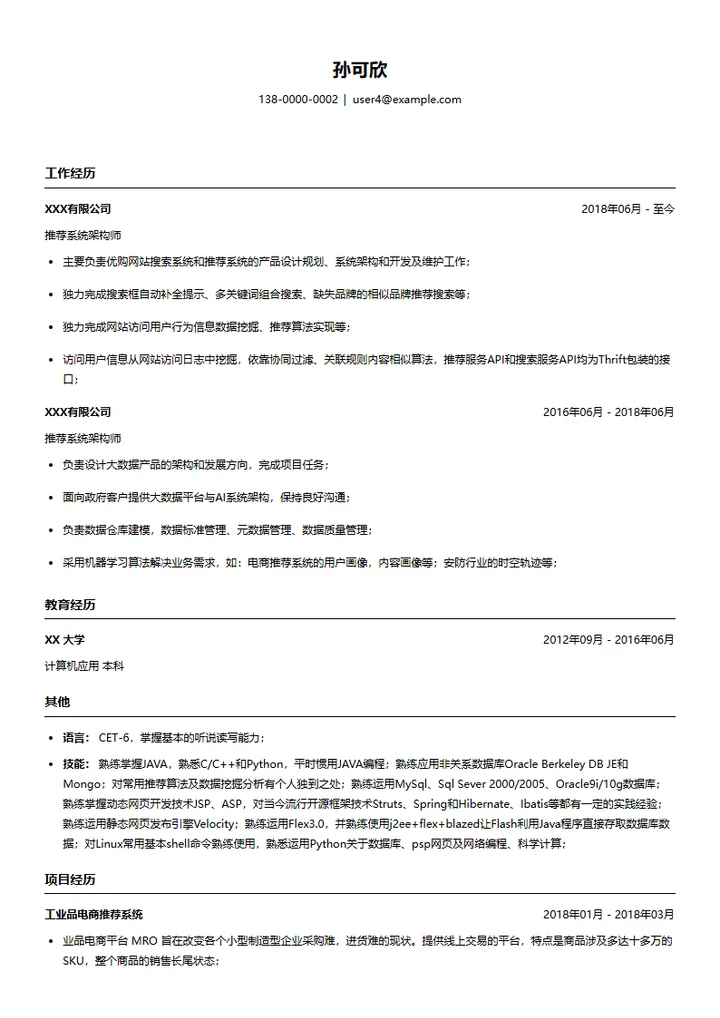 孙可欣
138-0000-0002 | user4@example.com
工作经历
XXX有限公司 2018年06月 - 至今
推荐系统架构师
• 主要负责优购网站搜索系统和推荐系统的产品设计规划、系统架构和开发及维护工作；
• 独力完成搜索框自动补全提示、多关键词组合搜索、缺失品牌的相似品牌推荐搜索等；
• 独力完成网站访问用户行为信息数据挖掘、推荐算法实现等；
• 访问用户信息从网站访问日志中挖掘，依靠协同过滤、关联规则内容相似算法，推荐服务API和搜索服务API均为Thrift包装的接
口；
XXX有限公司 2016年06月 - 2018年06月
推荐系统架构师
• 负责设计大数据产品的架构和发展方向，完成项目任务；
• 面向政府客户提供大数据平台与AI系统架构，保持良好沟通；
• 负责数据仓库建模，数据标准管理、元数据管理、数据质量管理；
• 采用机器学习算法解决业务需求，如：电商推荐系统的用户画像，内容画像等；安防行业的时空轨迹等；
教育经历
XX 大学 2012年09月 - 2016年06月
计算机应用 本科
其他
• 语言： CET-6，掌握基本的听说读写能力；
• 技能： 熟练掌握JAVA，熟悉C/C++和Python，平时惯用JAVA编程；熟练应用非关系数据库Oracle Berkeley DB JE和
Mongo；对常用推荐算法及数据挖掘分析有个人独到之处；熟练运用MySql、Sql Sever 2000/2005、Oracle9i/10g数据库；
熟练掌握动态网页开发技术JSP、ASP，对当今流行开源框架技术Struts、Spring和Hibernate、Ibatis等都有一定的实践经验；
熟练运用静态网页发布引擎Velocity；熟练运用Flex3.0，并熟练使用j2ee+flex+blazed让Flash利用Java程序直接存取数据库数
据；对Linux常用基本shell命令熟练使用，熟悉运用Python关于数据库、psp网页及网络编程、科学计算；
项目经历
工业品电商推荐系统 2018年01月 - 2018年03月
• 业品电商平台 MRO 旨在改变各个小型制造型企业采购难，进货难的现状。提供线上交易的平台，特点是商品涉及多达十多万的
SKU，整个商品的销售长尾状态；